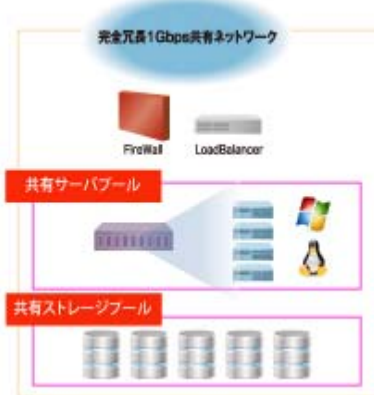 完全冗長1Gbps共有ネットワーク
FireWall
LoadBalancer
共有サーバプール
共有ストレージプール